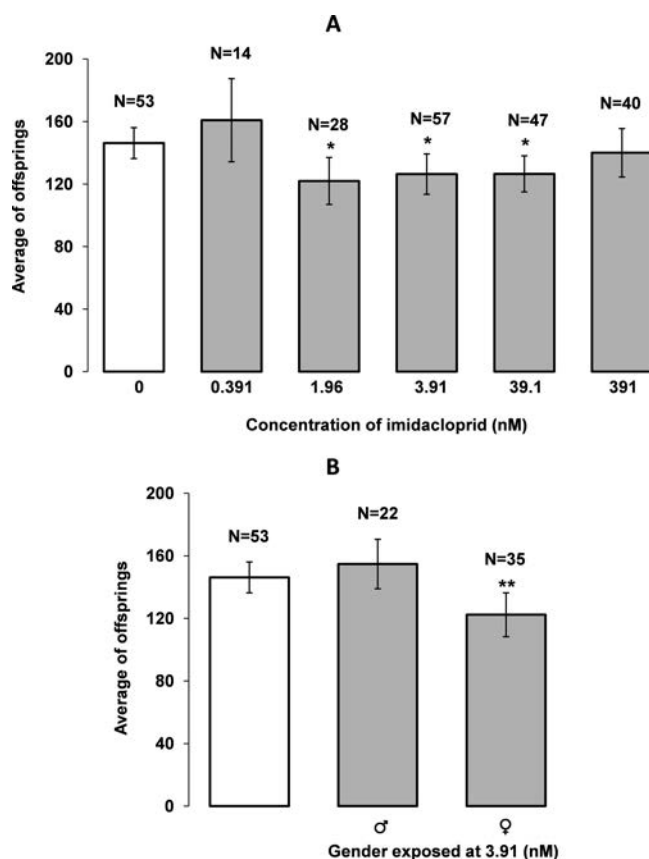 A
200
160
120
80
40
0
Average of offsprings
N=53
N=14
N=28
*
N=57
*
N=47
*
N=40
0 0.391 1.96 3.91 39.1 391
Concentration of imidacloprid (nM)
B
200
160
120
80
40
0
Average of offsprings
N=53
N=22
N=35
**
♂ ♀
Gender exposed at 3.91 (nM)